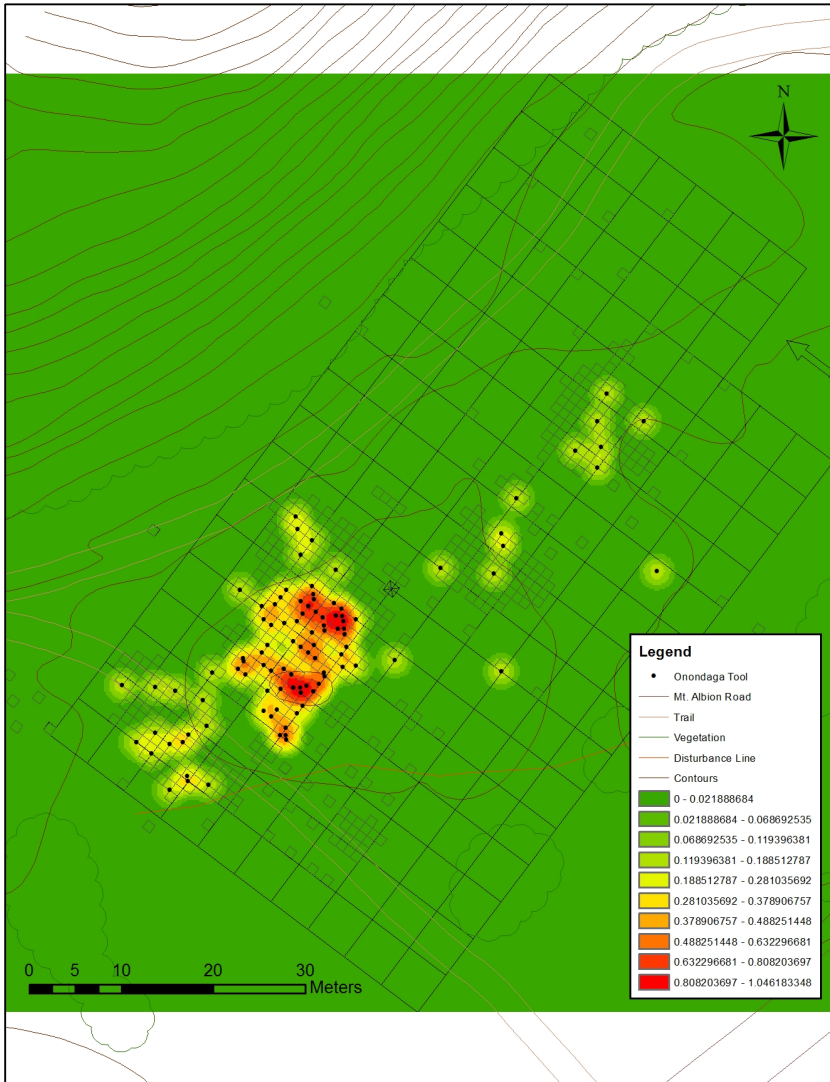 N
Legend
Onondaga Tool
Mt. Albion Road
Trail
Vegetation
Disturbance Line
Contours
0 - 0.021888684
0.021888684 - 0.068692535
0.068692535 - 0.119396381
0.119396381 - 0.188512787
0.188512787 - 0.281035692
0.281035692 - 0.378906757
0.378906757 - 0.488251448
0.488251448 - 0.632296681
0.632296681 - 0.808203697
0.808203697 - 1.046183348
0 5 10 20 30
Meters